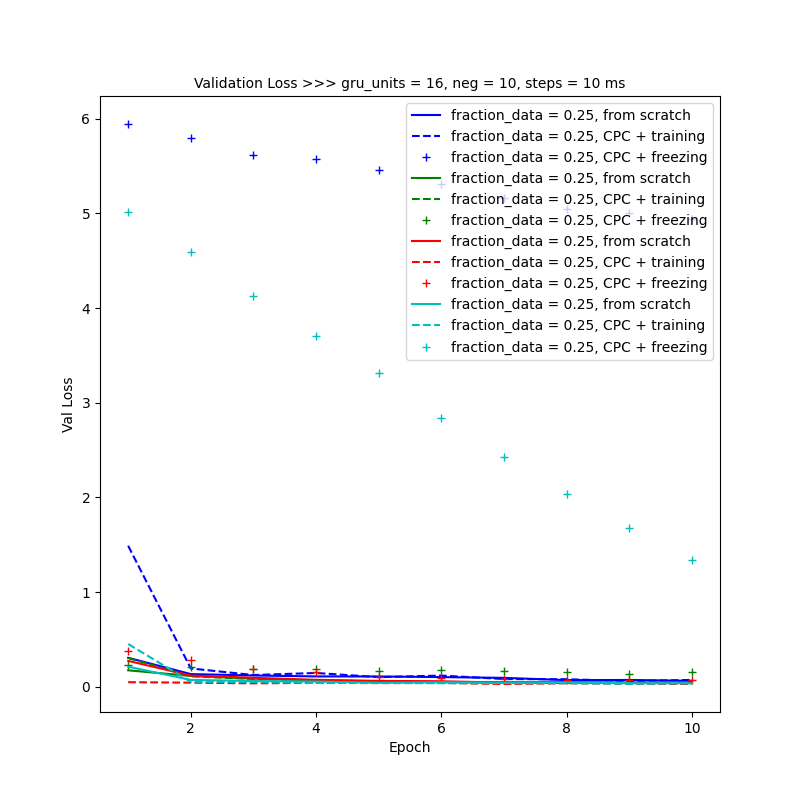 Validation Loss >>> gru_units = 16, neg = 10, steps = 10 ms
fraction_data = 0.25, from scratch
fraction_data = 0.25, CPC + training
fraction_data = 0.25, CPC + freezing
fraction_data = 0.25, from scratch
fraction_data = 0.25, CPC + training
fraction_data = 0.25, CPC + freezing
fraction_data = 0.25, from scratch
fraction_data = 0.25, CPC + training
fraction_data = 0.25, CPC + freezing
fraction_data = 0.25, from scratch
fraction_data = 0.25, CPC + training
fraction_data = 0.25, CPC + freezing
6
5
4
3
2
1
0
Val Loss
2 4 6 8 10
Epoch